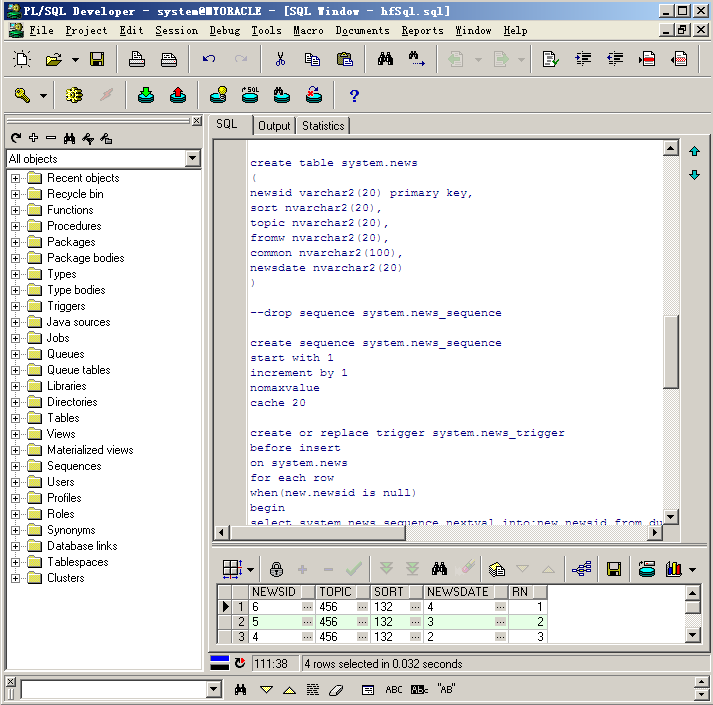 PL/SQL Developer - system@MYORACLE - [SQL Window - hfSql.sql]
File Project Edit Session Debug Tools Macro Documents Reports Window Help
SQL Output Statistics
All objects
Recent objects
Recycle bin
Functions
Procedures
Packages
Package bodies
Types
Type bodies
Triggers
Java sources
Jobs
Queues
Queue tables
Libraries
Directories
Tables
Views
Materialized views
Sequences
Users
Profiles
Roles
Synonyms
Database links
Tablespaces
Clusters
create table system.news
(
newsid varchar2(20) primary key,
sort nvarchar2(20),
topic nvarchar2(20),
fromw nvarchar2(20),
common nvarchar2(100),
newsdate nvarchar2(20)
)
--drop sequence system.news_sequence
create sequence system.news_sequence
start with 1
increment by 1
nomaxvalue
cache 20
create or replace trigger system.news_trigger
before insert
on system.news
for each row
when(new.newsid is null)
begin
select system.news_sequence.nextval into:new.newsid from du
NEWSID TOPIC SORT NEWSDATE RN
1 6 ... 456 ... 132 ... 4 ... 1
2 5 ... 456 ... 132 ... 3 ... 2
3 4 ... 456 ... 132 ... 2 ... 3
111:38 4 rows selected in 0.032 seconds
ABC "AB"